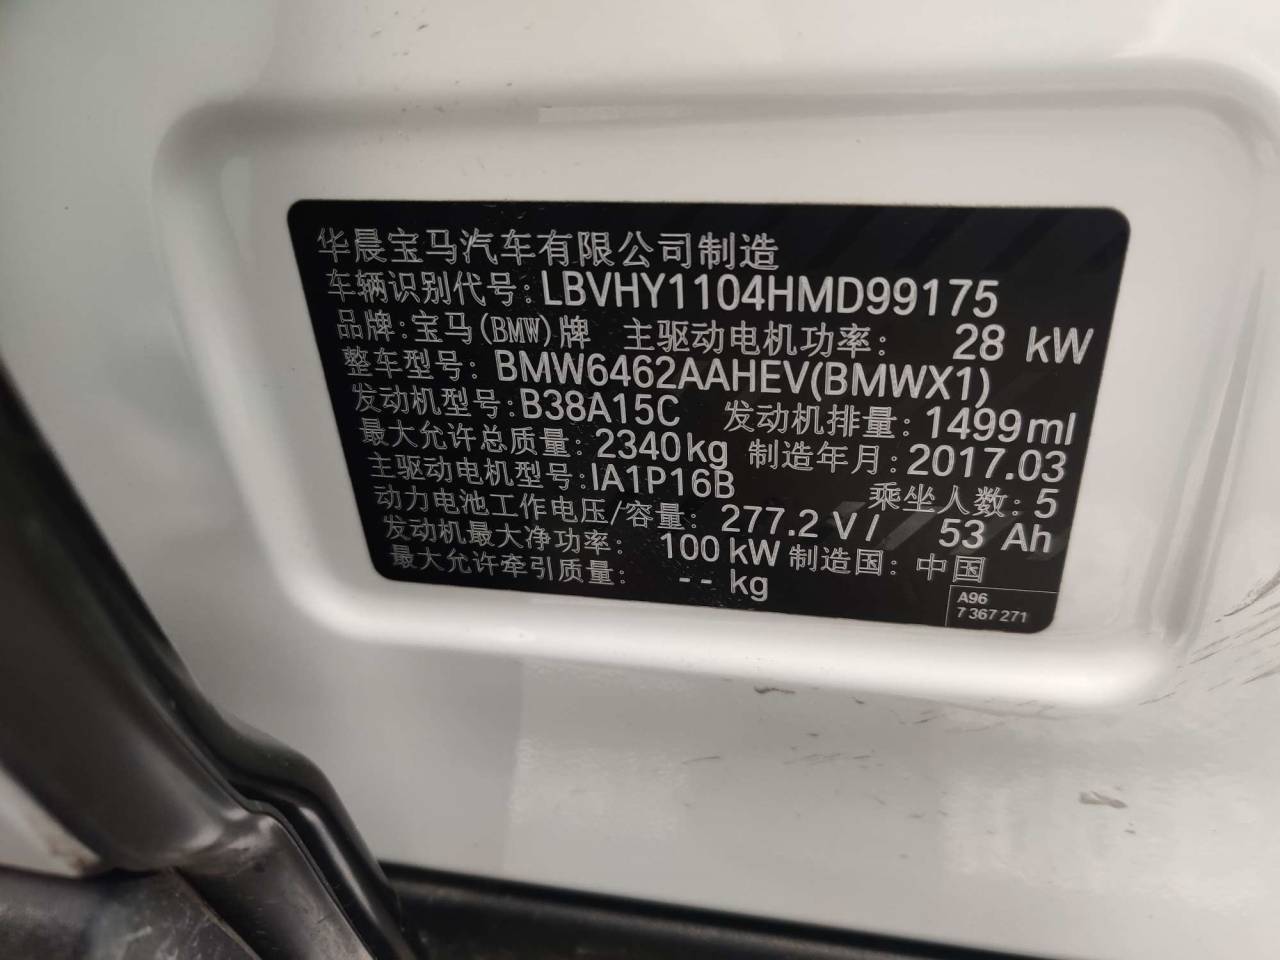 华晨宝马汽车有限公司制造
车辆识别代号: LBVHY1104HMD99175
品牌: 宝马(BMW)牌 主驱动电机功率: 28 kW
整车型号: BMW6462AAHEV(BMWX1)
发动机型号: B38A15C 发动机排量: 1499ml
最大允许总质量: 2340kg 制造年月: 2017.03
主驱动电机型号: IA1P16B 乘坐人数: 5
动力电池工作电压/容量: 277.2 V/ 53 Ah
发动机最大净功率: 100 kW 制造国: 中国
最大允许牵引质量: -- kg
A96
7 367 271